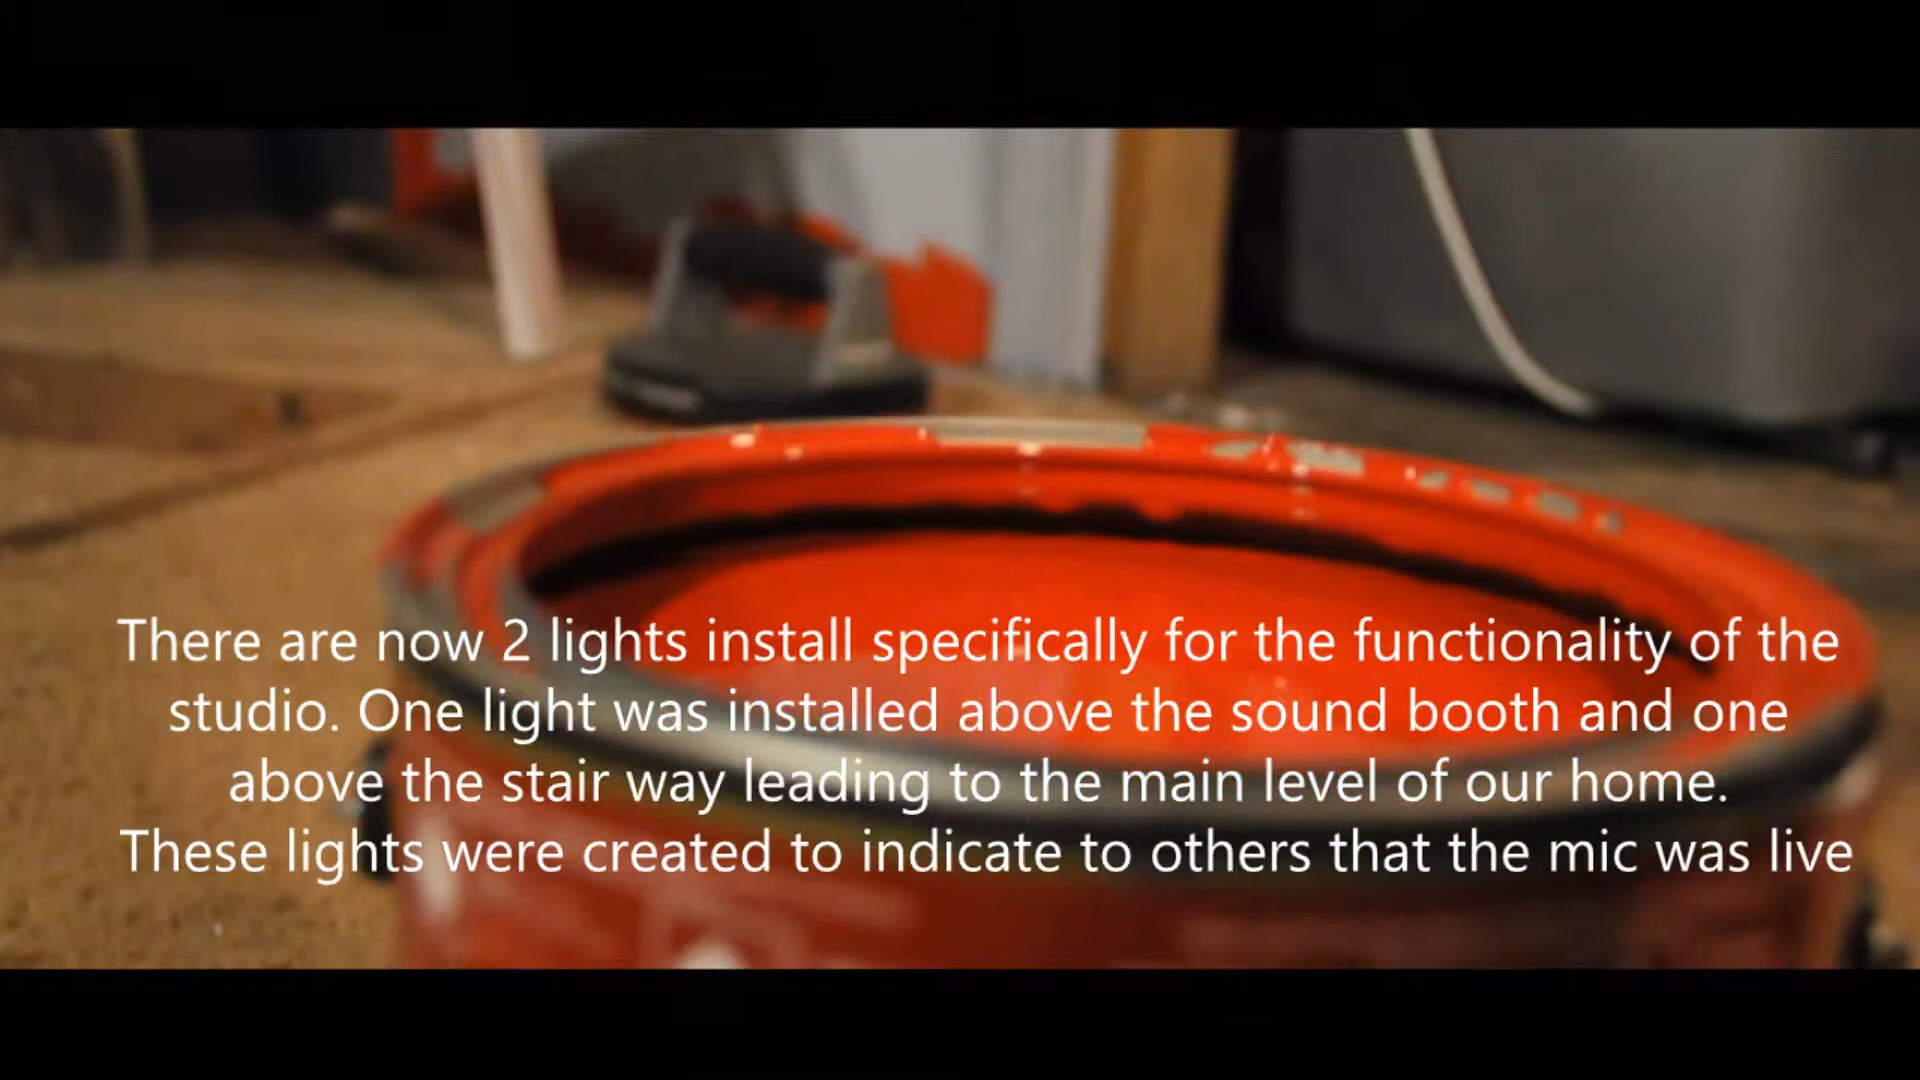 There are now 2 lights install specifically for the functionality of the
studio. One light was installed above the sound booth and one
above the stair way leading to the main level of our home.
These lights were created to indicate to others that the mic was live